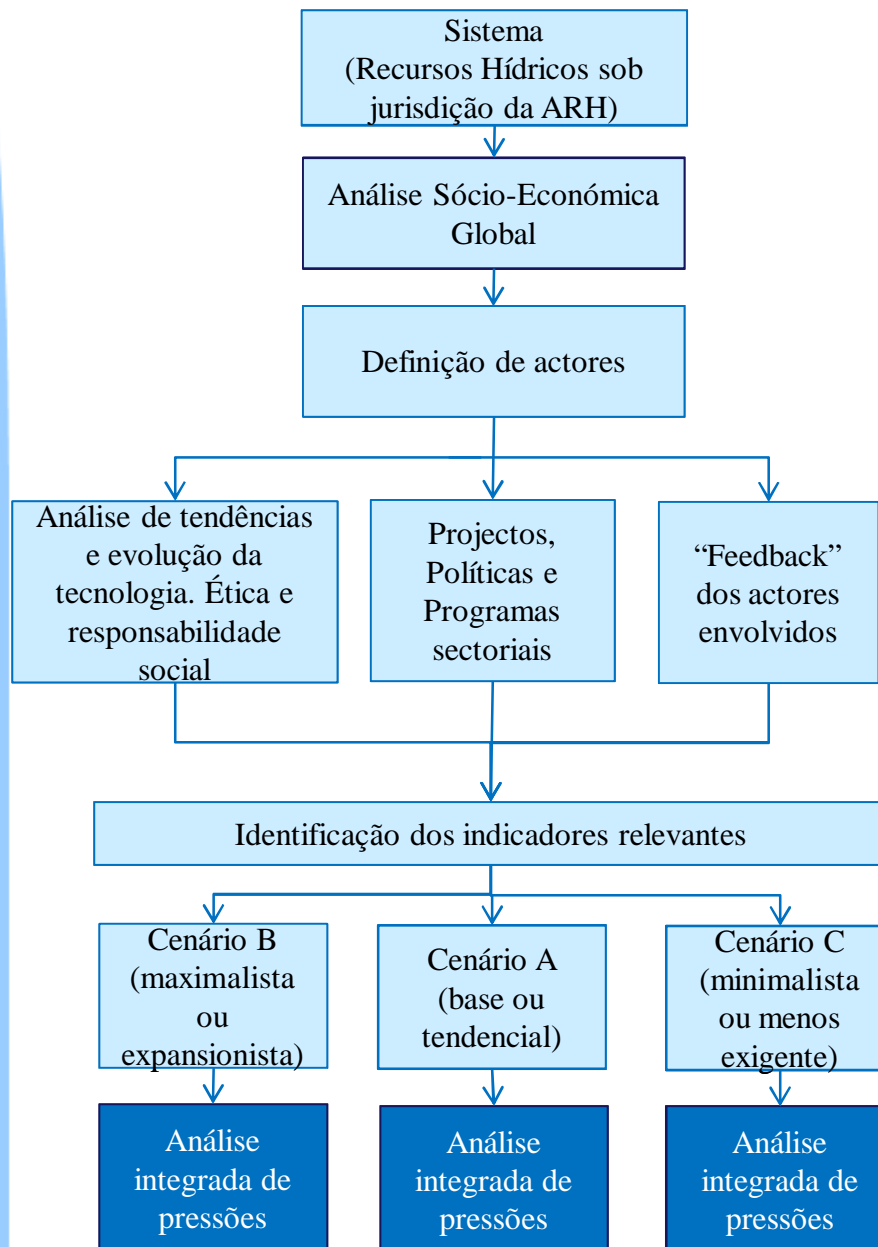 Sistema
(Recursos Hídricos sob
jurisdição da ARH)
Análise Sócio-Económica
Global
Definição de actores
Análise de tendências
e evolução da
tecnologia. Ética e
responsabilidade
social
Projectos,
Políticas e
Programas
sectoriais
“Feedback”
dos actores
envolvidos
Identificação dos indicadores relevantes
Cenário B
(maximalista
ou
expansionista)
Cenário A
(base ou
tendencial)
Cenário C
(minimalista
ou menos
exigente)
Análise
integrada de
pressões
Análise
integrada de
pressões
Análise
integrada de
pressões